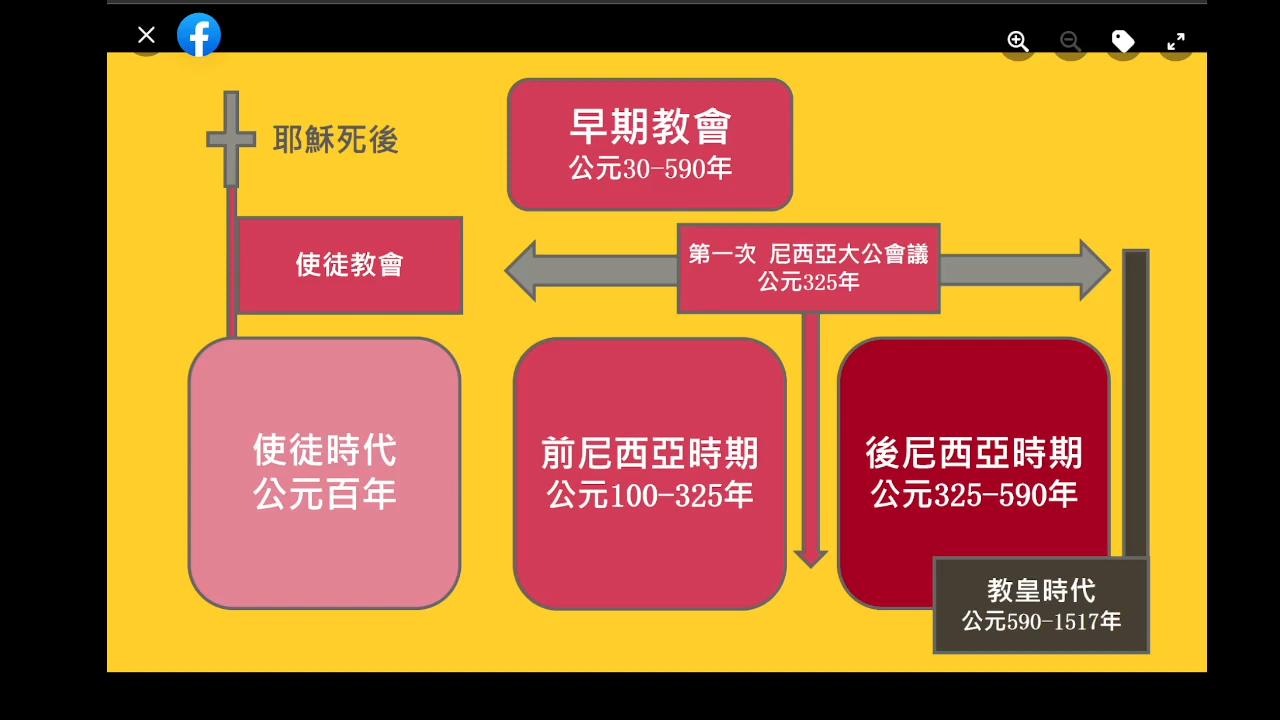 耶穌死後
早期教會
公元30-590年
使徒教會
第一次 尼西亞大公會議
公元325年
使徒時代
公元百年
前尼西亞時期
公元100-325年
後尼西亞時期
公元325-590年
教皇時代
公元590-1517年